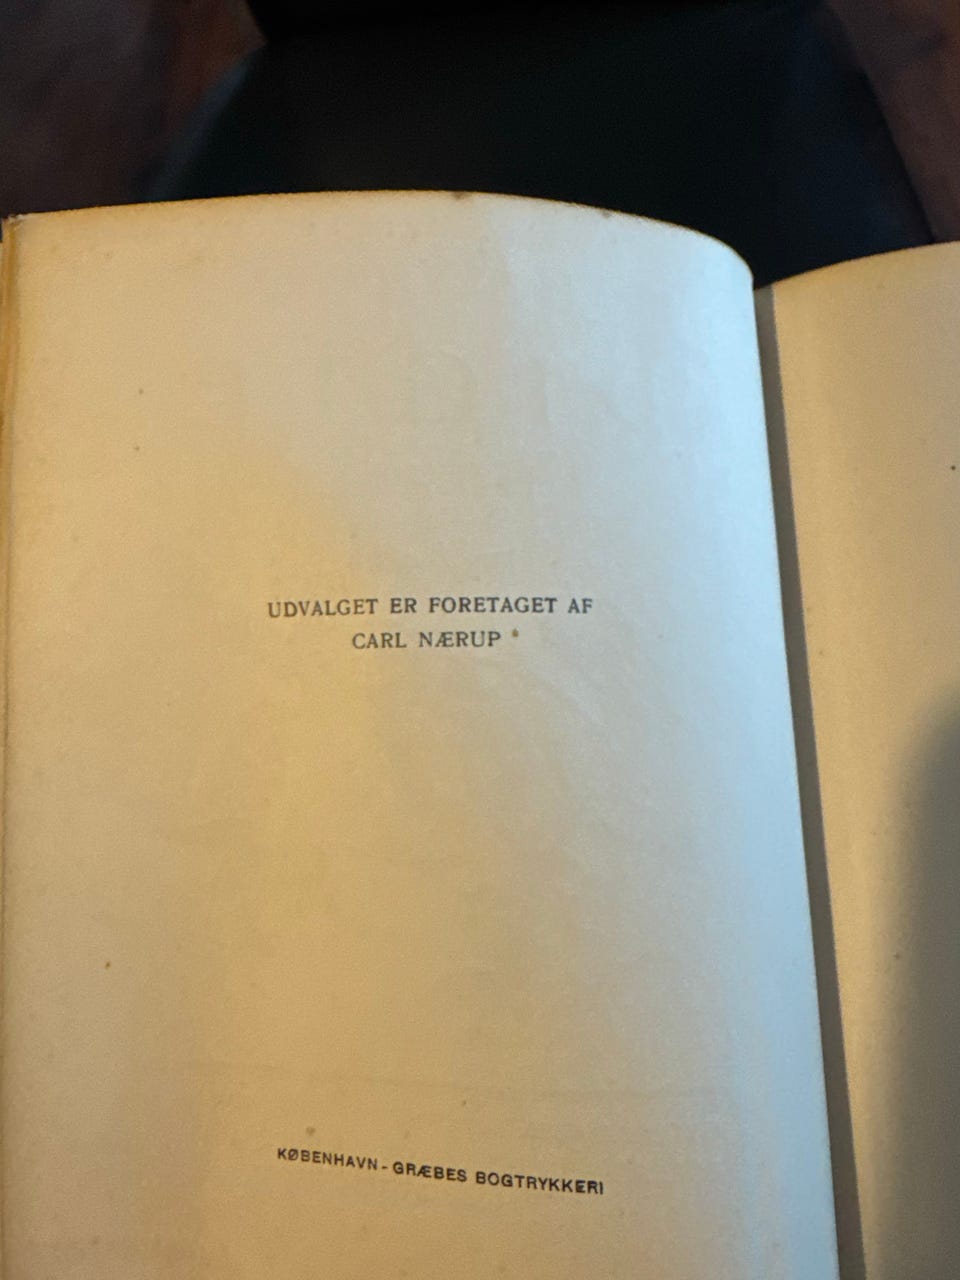 UDVALGET ER FORETAGET AF
CARL NÆRUP
KØBENHAVN - GRÆBES BOGTRYKKERI